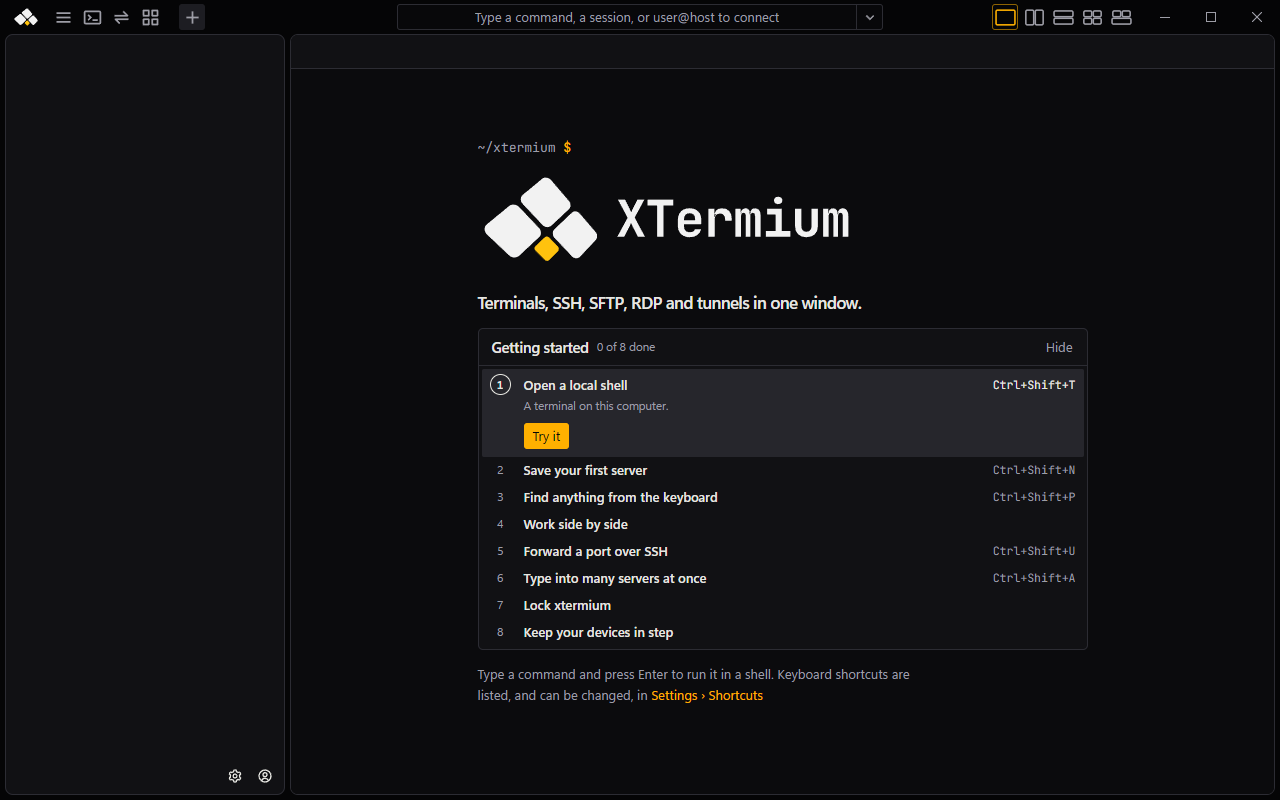 Type a command, a session, or user@host to connect
~/xtermium $
XTermium
Terminals, SSH, SFTP, RDP and tunnels in one window.
Getting started 0 of 8 done Hide
1 Open a local shell Ctrl+Shift+T
A terminal on this computer.
Try it
2 Save your first server Ctrl+Shift+N
3 Find anything from the keyboard Ctrl+Shift+P
4 Work side by side
5 Forward a port over SSH Ctrl+Shift+U
6 Type into many servers at once Ctrl+Shift+A
7 Lock xtermium
8 Keep your devices in step
Type a command and press Enter to run it in a shell. Keyboard shortcuts are
listed, and can be changed, in Settings › Shortcuts